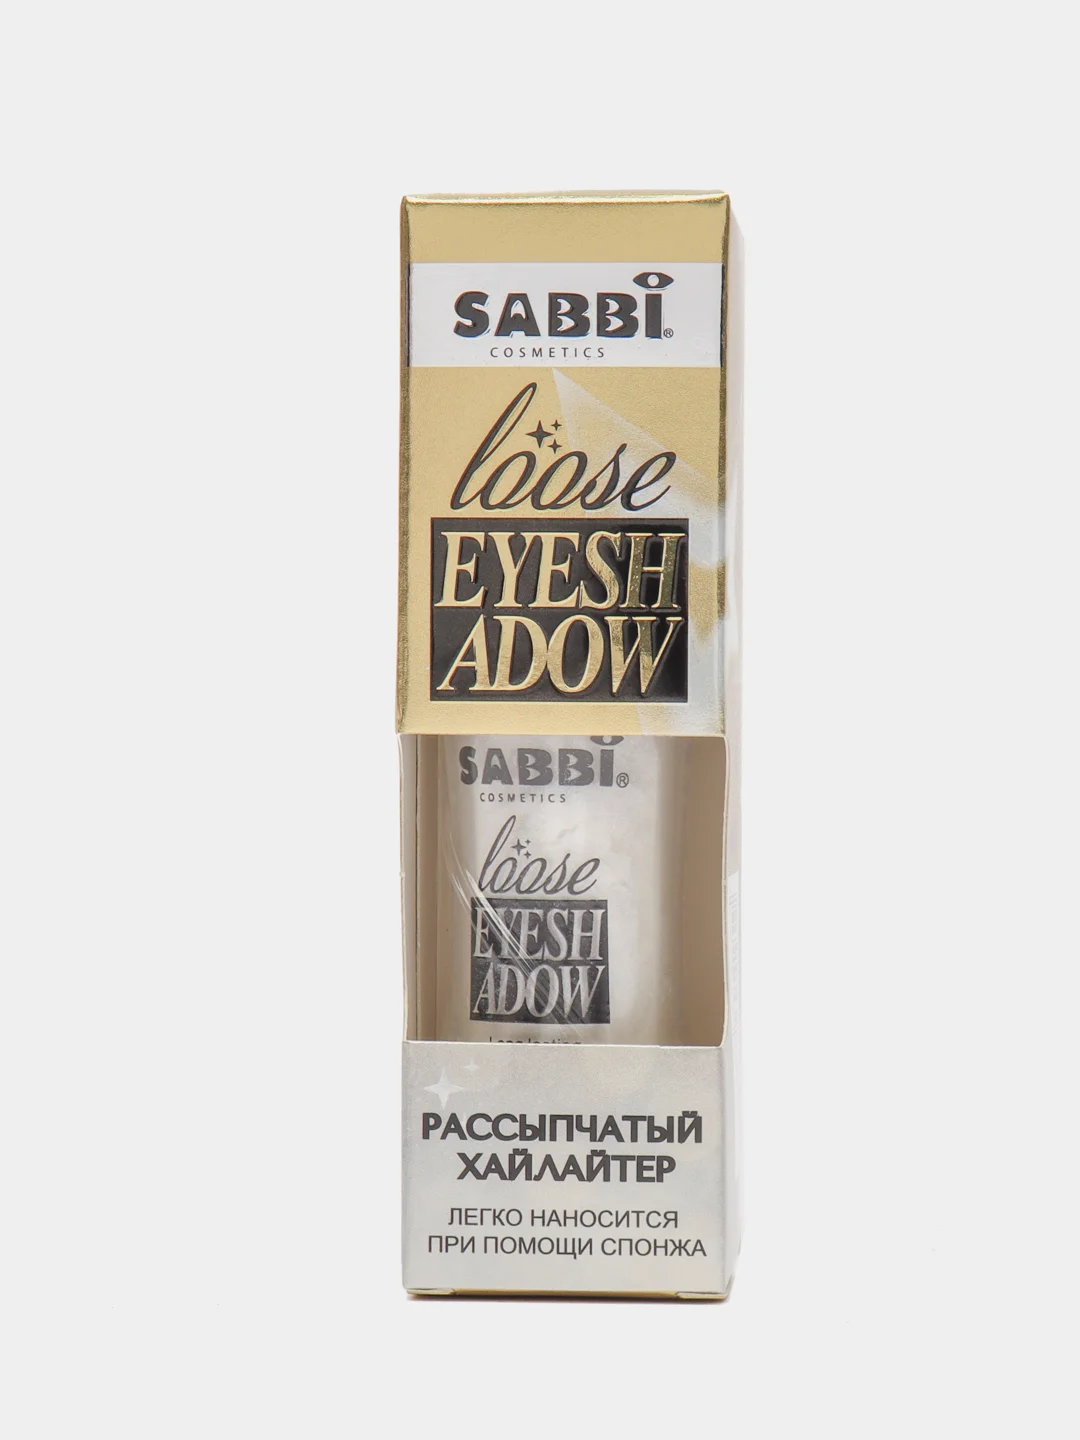 SABBI®
COSMETICS
loose
EYESH
ADOW
SABBI®
COSMETICS
loose
EYESH
ADOW
РАССЫПЧАТЫЙ
ХАЙЛАЙТЕР
ЛЕГКО НАНОСИТСЯ
ПРИ ПОМОЩИ СПОНЖА